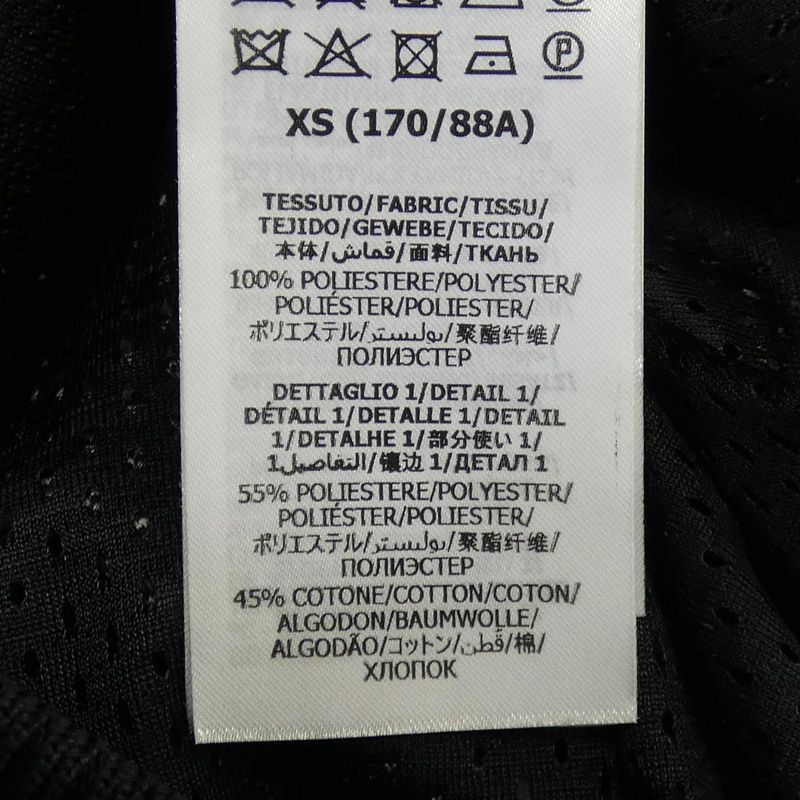 XS (170/88A)
TESSUTO/FABRIC/TISSU/
TEJIDO/GEWEBE/TECIDO/
本体/قماش/面料/ТКАНЬ
100% POLIESTERE/POLYESTER/
POLIÉSTER/POLIESTER/
ポリエステル/بوليستر/聚酯纤维/
ПОЛИЭСТЕР
DETTAGLIO 1/DETAIL 1/
DÉTAIL 1/DETALLE 1/DETAIL
1/DETALHE 1/部分使い 1/
التفاصيل1/镶边 1/ДЕТАЛ 1
55% POLIESTERE/POLYESTER/
POLIÉSTER/POLIESTER/
ポリエステル/بوليستر/聚酯纤维/
ПОЛИЭСТЕР
45% COTONE/COTTON/COTON/
ALGODON/BAUMWOLLE/
ALGODÃO/コットン/قُطن/棉/
ХЛОПОК